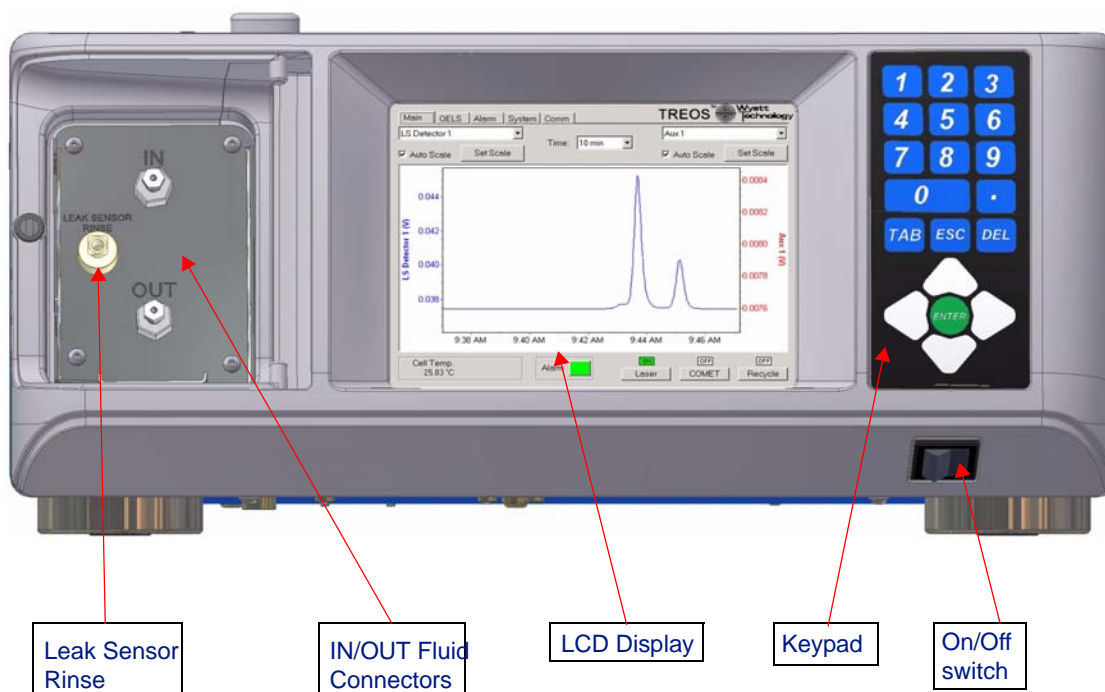 TREOS Wyatt Technology
Main QELS Alarm System Comm
LS Detector 1
Time: 10 min
Aux 1
Auto Scale Set Scale
Auto Scale Set Scale
0.044
0.042
0.040
0.038
LS Detector 1 (V)
0.0084
0.0082
0.0080
0.0078
0.0076
Aux 1 (V)
9:38 AM 9:40 AM 9:42 AM 9:44 AM 9:46 AM
Cell Temp.
25.83 °C
Alarm
ON
Laser
OFF
COMET
OFF
Recycle
IN
LEAK SENSOR
RINSE
OUT
1 2 3
4 5 6
7 8 9
0 .
TAB ESC DEL
ENTER
Leak Sensor
Rinse
IN/OUT Fluid
Connectors
LCD Display
Keypad
On/Off
switch